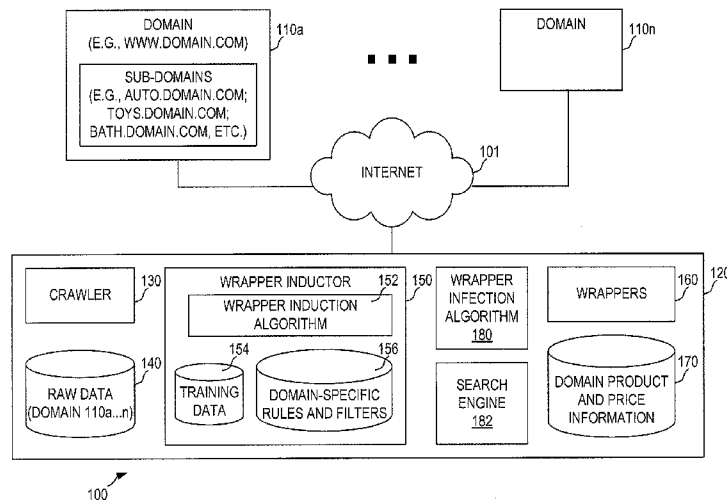 DOMAIN
(E.G., WWW.DOMAIN.COM)
110a
SUB-DOMAINS
(E.G., AUTO.DOMAIN.COM;
TOYS.DOMAIN.COM;
BATH.DOMAIN.COM, ETC.)
DOMAIN
110n
INTERNET
101
CRAWLER
130
RAW DATA
(DOMAIN 110a...n)
140
WRAPPER INDUCTOR
150
WRAPPER INDUCTION
ALGORITHM
152
TRAINING
DATA
154
DOMAIN-SPECIFIC
RULES AND FILTERS
156
WRAPPER
INFECTION
ALGORITHM
180
SEARCH
ENGINE
182
WRAPPERS
160
DOMAIN PRODUCT
AND PRICE
INFORMATION
170
120
100